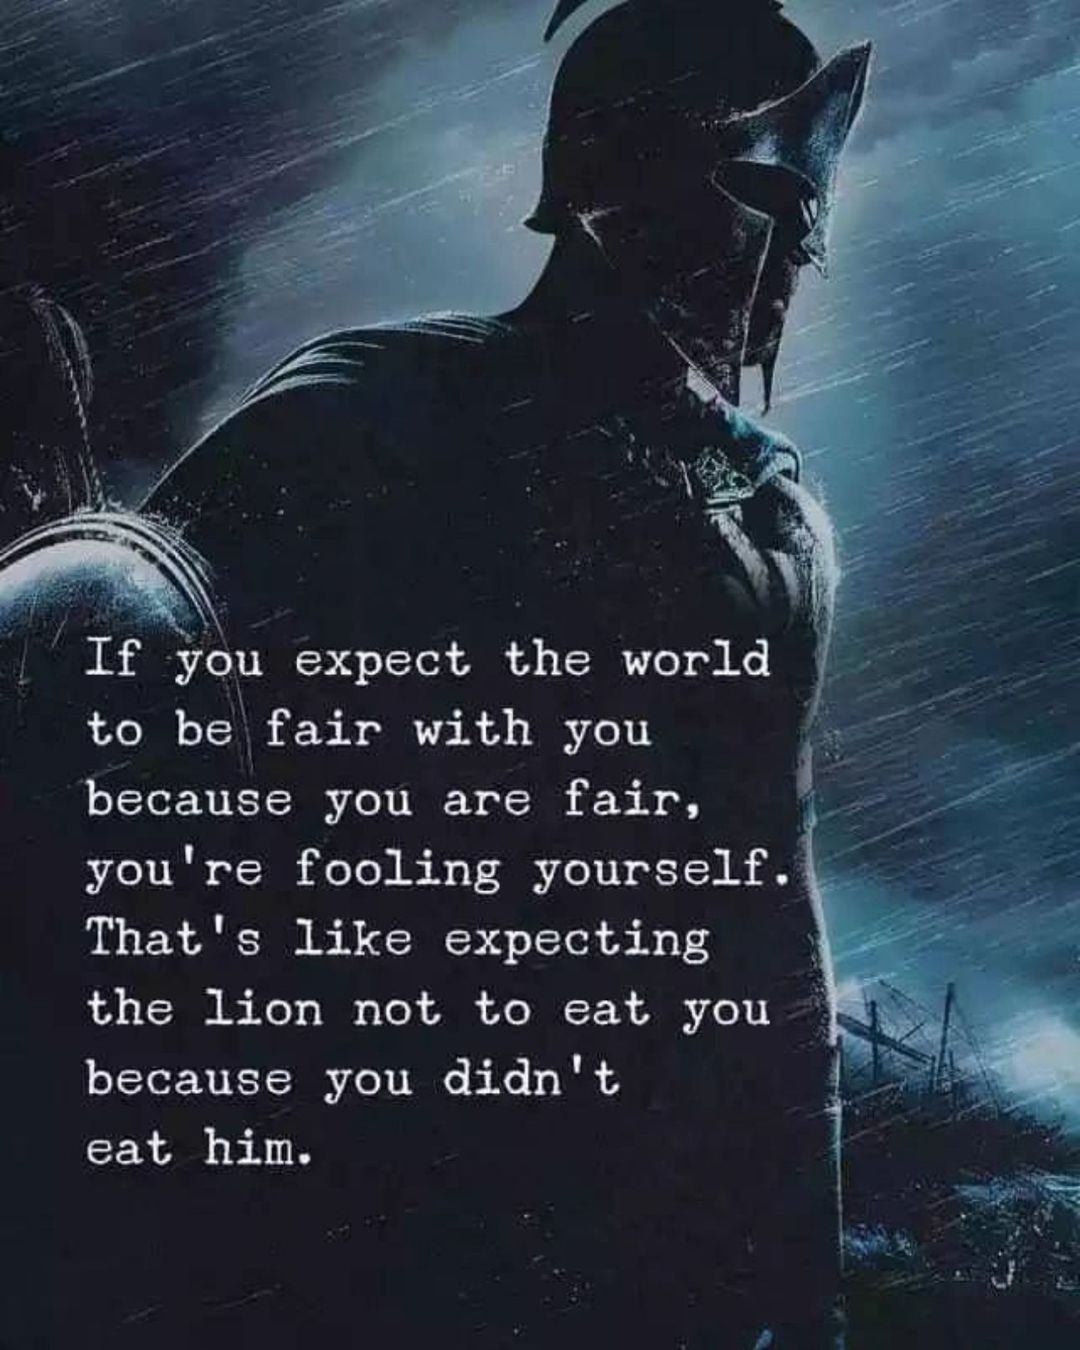 If you expect the world
to be fair with you
because you are fair,
you're fooling yourself.
That's like expecting
the lion not to eat you
because you didn't
eat him.